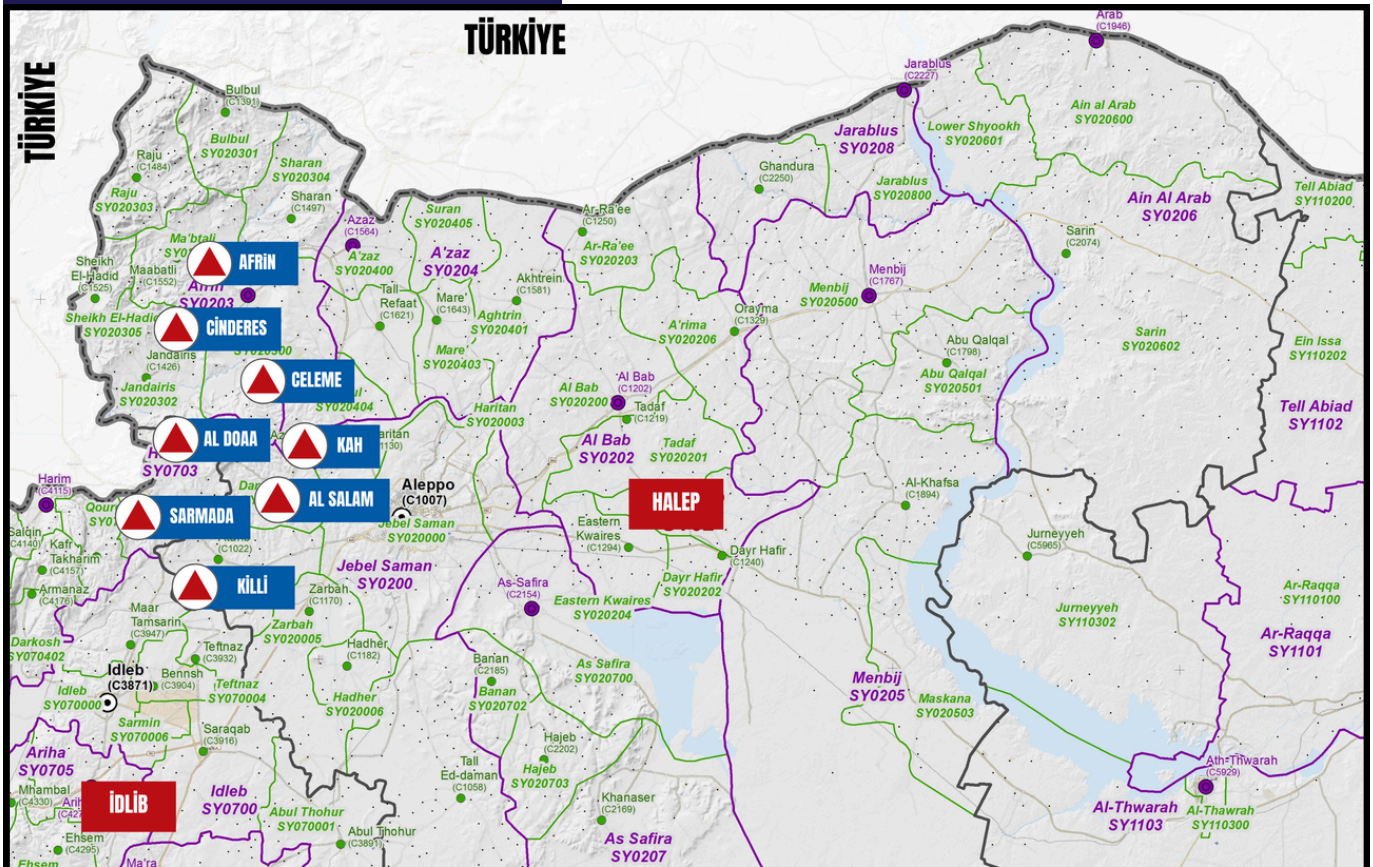 TÜRKİYE
TÜRKİYE
Arab
(C1946)
Jarablus
(C2227)
Bulbul
(C1391)
Ain al Arab
SY020600
Lower Shyookh
SY020601
Jarablus
SY0208
Bulbul
SY020301
Raju
(C1484)
Sharan
SY020304
Ghandura
(C2250)
Jarablus
SY020800
Tell Abiad
SY110200
Raju
SY020303
Sharan
(C1497)
Ain Al Arab
SY0206
Azaz
(C1564)
Suran
SY020405
Ar-Ra'ee
(C1250)
Sarin
(C2074)
Ma'btali
AFRİN
A'zaz
SY020400
A'zaz
SY0204
Ar-Ra'ee
SY020203
Sheikh
El-Hadid
(C1525)
Maabatli
(C1552)
SY0203
Menbij
(C1767)
Menbij
SY020500
Akhtrein
(C1581)
Tall
Refaat
(C1621)
Mare'
(C1643)
Orayma
(C1329)
Sheikh El-Hadid
SY020305
CİNDERES
Aghtrin
SY020401
A'rima
SY020206
Sarin
SY020602
Ein Issa
SY110202
Abu Qalqal
(C1798)
Jandairis
(C1426)
Mare'
SY020403
Abu Qalqal
SY020501
Jandairis
SY020302
CELEME
SY020404
Al Bab
SY020200
Al Bab
(C1202)
Tadaf
(C1219)
Haritan
SY020003
Tell Abiad
SY1102
AL DOAA
KAH
Al Bab
SY0202
Tadaf
SY020201
SY0703
Harim
(C4115)
Aleppo
(C1007)
Al-Khafsa
(C1894)
HALEP
SARMADA
AL SALAM
Jebel Saman
SY020000
Eastern
Kwaires
(C1294)
Salqin
(C4140)
Kafr
Takharim
(C4157)
(C1022)
Dayr Hafir
(C1240)
Jurneyyeh
(C5965)
Jebel Saman
SY0200
Armanaz
(C4176)
KİLLİ
Zarbah
(C1170)
As-Safira
(C2154)
Dayr Hafir
SY020202
Eastern Kwaires
SY020204
Jurneyyeh
SY110302
Ar-Raqqa
SY110100
Maar
Tamsarin
(C3947)
Zarbah
SY020005
Ar-Raqqa
SY1101
Darkosh
SY070402
Teftnaz
(C3932)
Hadher
(C1182)
Idleb
(C3871)
Bennsh
(C3904)
Banan
(C2185)
As Safira
SY020700
Menbij
SY0205
Idleb
SY070000
Teftnaz
SY070004
Hadher
SY020006
Banan
SY020702
Maskana
SY020503
Sarmin
SY070006
Saraqab
(C3916)
Hajeb
(C2202)
Ariha
SY0705
Tall
Ed-daman
(C1058)
Hajeb
SY020703
Ath-Thwarah
(C5929)
Mhambal
(C4330)
İDLİB
Idleb
SY0700
Khanaser
(C2169)
Al-Thwarah
SY1103
Al-Thawrah
SY110300
Abul Thohur
SY070001
Abul Thohur
(C3891)
Ehsem
(C4295)
As Safira
SY0207
Ehsem
Ma'ra